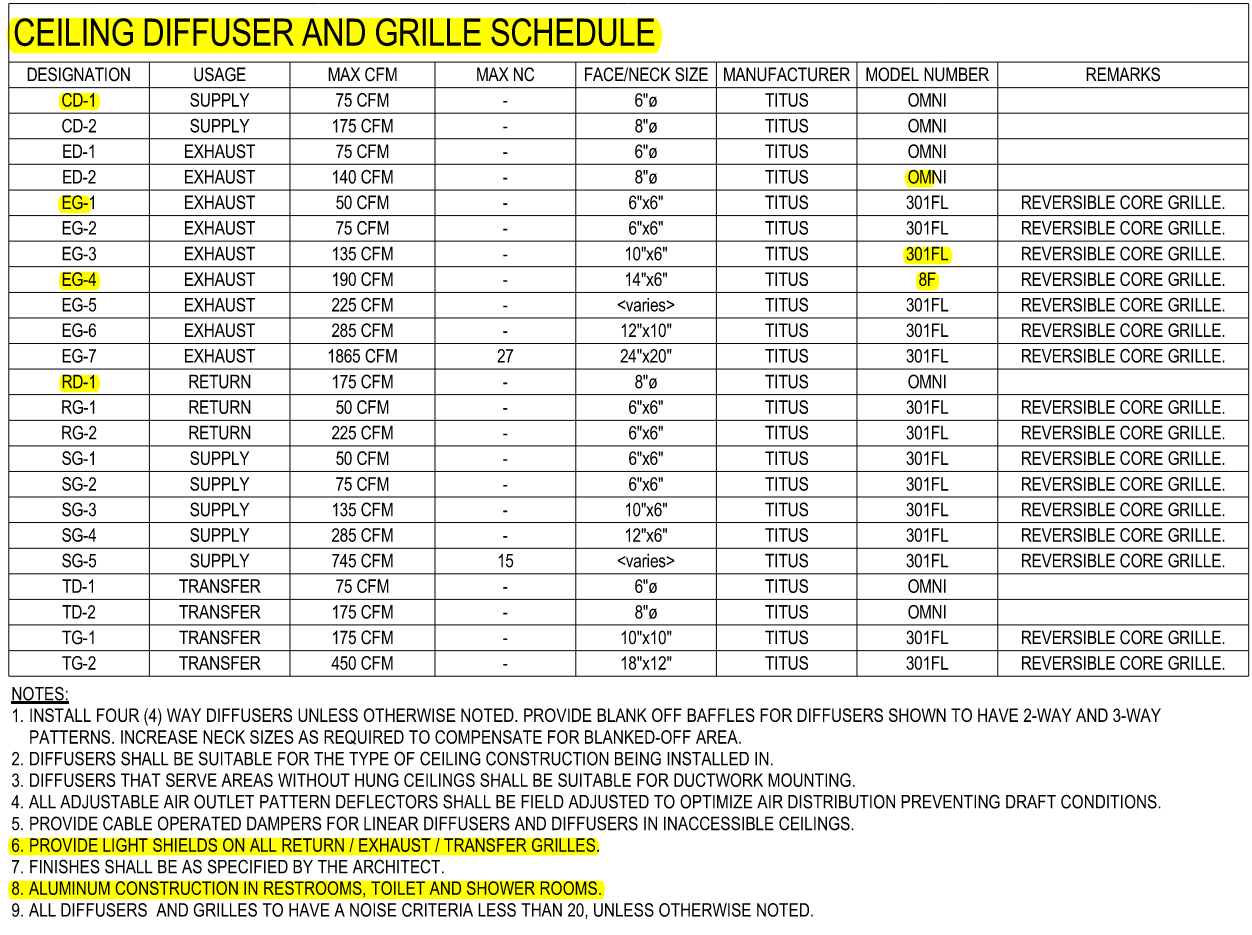 CEILING DIFFUSER AND GRILLE SCHEDULE
DESIGNATION USAGE MAX CFM MAX NC FACE/NECK SIZE MANUFACTURER MODEL NUMBER REMARKS
CD-1 SUPPLY 75 CFM - 6"ø TITUS OMNI
CD-2 SUPPLY 175 CFM - 8"ø TITUS OMNI
ED-1 EXHAUST 75 CFM - 6"ø TITUS OMNI
ED-2 EXHAUST 140 CFM - 8"ø TITUS OMNI
EG-1 EXHAUST 50 CFM - 6"x6" TITUS 301FL REVERSIBLE CORE GRILLE.
EG-2 EXHAUST 75 CFM - 6"x6" TITUS 301FL REVERSIBLE CORE GRILLE.
EG-3 EXHAUST 135 CFM - 10"x6" TITUS 301FL REVERSIBLE CORE GRILLE.
EG-4 EXHAUST 190 CFM - 14"x6" TITUS 8F REVERSIBLE CORE GRILLE.
EG-5 EXHAUST 225 CFM - <varies> TITUS 301FL REVERSIBLE CORE GRILLE.
EG-6 EXHAUST 285 CFM - 12"x10" TITUS 301FL REVERSIBLE CORE GRILLE.
EG-7 EXHAUST 1865 CFM 27 24"x20" TITUS 301FL REVERSIBLE CORE GRILLE.
RD-1 RETURN 175 CFM - 8"ø TITUS OMNI
RG-1 RETURN 50 CFM - 6"x6" TITUS 301FL REVERSIBLE CORE GRILLE.
RG-2 RETURN 225 CFM - 6"x6" TITUS 301FL REVERSIBLE CORE GRILLE.
SG-1 SUPPLY 50 CFM - 6"x6" TITUS 301FL REVERSIBLE CORE GRILLE.
SG-2 SUPPLY 75 CFM - 6"x6" TITUS 301FL REVERSIBLE CORE GRILLE.
SG-3 SUPPLY 135 CFM - 10"x6" TITUS 301FL REVERSIBLE CORE GRILLE.
SG-4 SUPPLY 285 CFM - 12"x6" TITUS 301FL REVERSIBLE CORE GRILLE.
SG-5 SUPPLY 745 CFM 15 <varies> TITUS 301FL REVERSIBLE CORE GRILLE.
TD-1 TRANSFER 75 CFM - 6"ø TITUS OMNI
TD-2 TRANSFER 175 CFM - 8"ø TITUS OMNI
TG-1 TRANSFER 175 CFM - 10"x10" TITUS 301FL REVERSIBLE CORE GRILLE.
TG-2 TRANSFER 450 CFM - 18"x12" TITUS 301FL REVERSIBLE CORE GRILLE.
NOTES:
1. INSTALL FOUR (4) WAY DIFFUSERS UNLESS OTHERWISE NOTED. PROVIDE BLANK OFF BAFFLES FOR DIFFUSERS SHOWN TO HAVE 2-WAY AND 3-WAY
PATTERNS. INCREASE NECK SIZES AS REQUIRED TO COMPENSATE FOR BLANKED-OFF AREA.
2. DIFFUSERS SHALL BE SUITABLE FOR THE TYPE OF CEILING CONSTRUCTION BEING INSTALLED IN.
3. DIFFUSERS THAT SERVE AREAS WITHOUT HUNG CEILINGS SHALL BE SUITABLE FOR DUCTWORK MOUNTING.
4. ALL ADJUSTABLE AIR OUTLET PATTERN DEFLECTORS SHALL BE FIELD ADJUSTED TO OPTIMIZE AIR DISTRIBUTION PREVENTING DRAFT CONDITIONS.
5. PROVIDE CABLE OPERATED DAMPERS FOR LINEAR DIFFUSERS AND DIFFUSERS IN INACCESSIBLE CEILINGS.
6. PROVIDE LIGHT SHIELDS ON ALL RETURN / EXHAUST / TRANSFER GRILLES.
7. FINISHES SHALL BE AS SPECIFIED BY THE ARCHITECT.
8. ALUMINUM CONSTRUCTION IN RESTROOMS, TOILET AND SHOWER ROOMS.
9. ALL DIFFUSERS AND GRILLES TO HAVE A NOISE CRITERIA LESS THAN 20, UNLESS OTHERWISE NOTED.